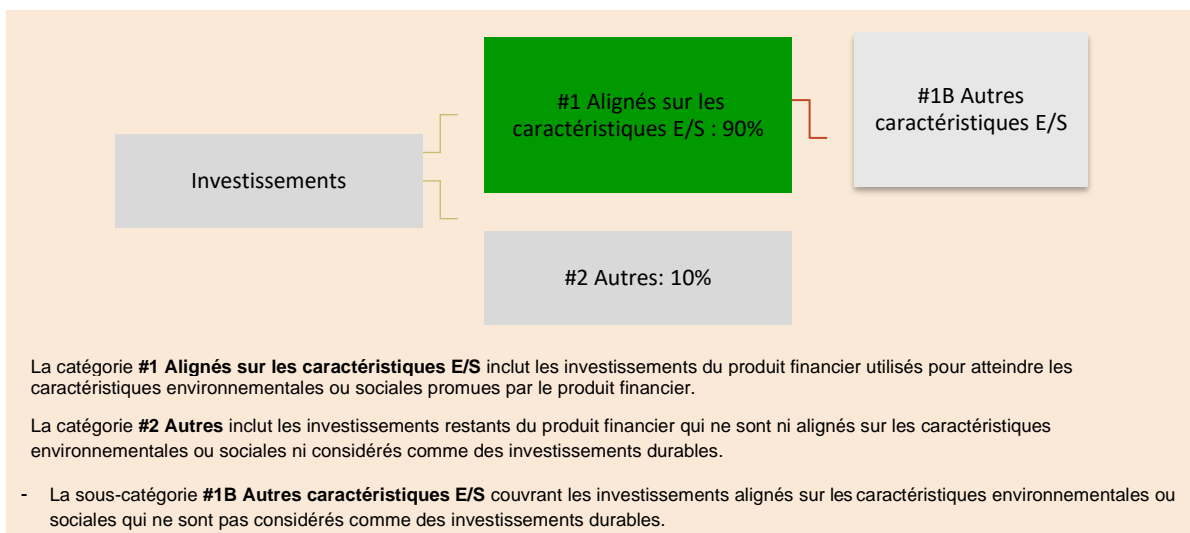 #1 Alignés sur les
caractéristiques E/S : 90%
#1B Autres
caractéristiques E/S
Investissements
#2 Autres: 10%
La catégorie #1 Alignés sur les caractéristiques E/S inclut les investissements du produit financier utilisés pour atteindre les
caractéristiques environnementales ou sociales promues par le produit financier.
La catégorie #2 Autres inclut les investissements restants du produit financier qui ne sont ni alignés sur les caractéristiques
environnementales ou sociales ni considérés comme des investissements durables.
- La sous-catégorie #1B Autres caractéristiques E/S couvrant les investissements alignés sur les caractéristiques environnementales ou
sociales qui ne sont pas considérés comme des investissements durables.